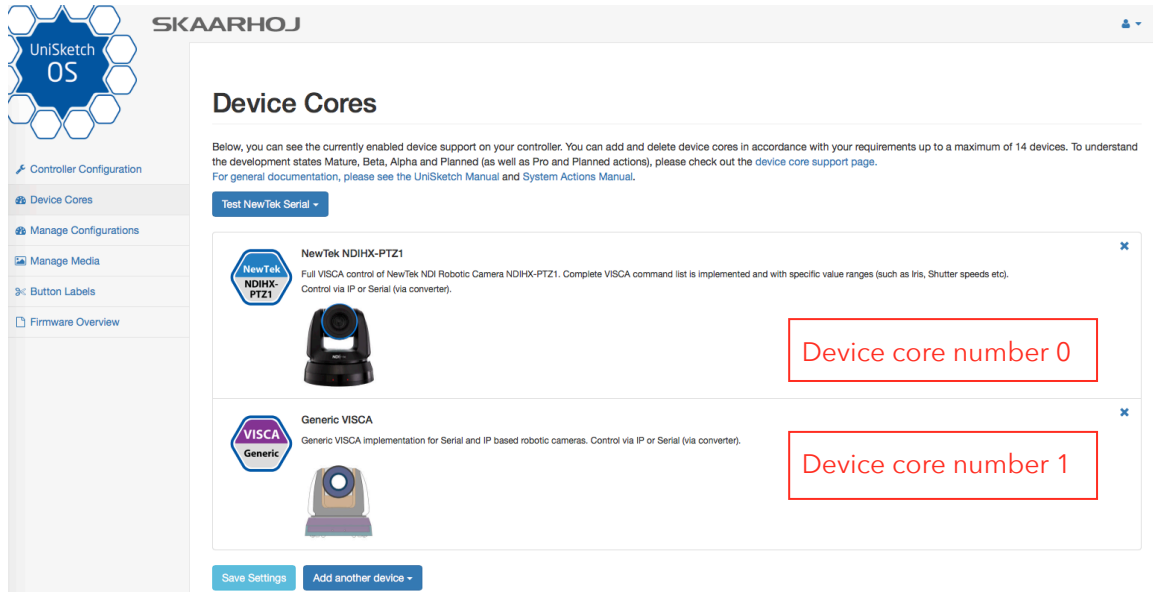 SKAARHOJ
UniSketch
OS
Controller Configuration
Device Cores
Manage Configurations
Manage Media
Button Labels
Firmware Overview
Device Cores
Below, you can see the currently enabled device support on your controller. You can add and delete device cores in accordance with your requirements up to a maximum of 14 devices. To understand
the development states Mature, Beta, Alpha and Planned (as well as Pro and Planned actions), please check out the device core support page.
For general documentation, please see the UniSketch Manual and System Actions Manual.
Test NewTek Serial
NewTek
NDIHX-
PTZ1
NewTek NDIHX-PTZ1
Full VISCA control of NewTek NDI Robotic Camera NDIHX-PTZ1. Complete VISCA command list is implemented and with specific value ranges (such as Iris, Shutter speeds etc).
Control via IP or Serial (via converter).
Device core number 0
VISCA
Generic
Generic VISCA
Generic VISCA implementation for Serial and IP based robotic cameras. Control via IP or Serial (via converter).
Device core number 1
Save Settings
Add another device